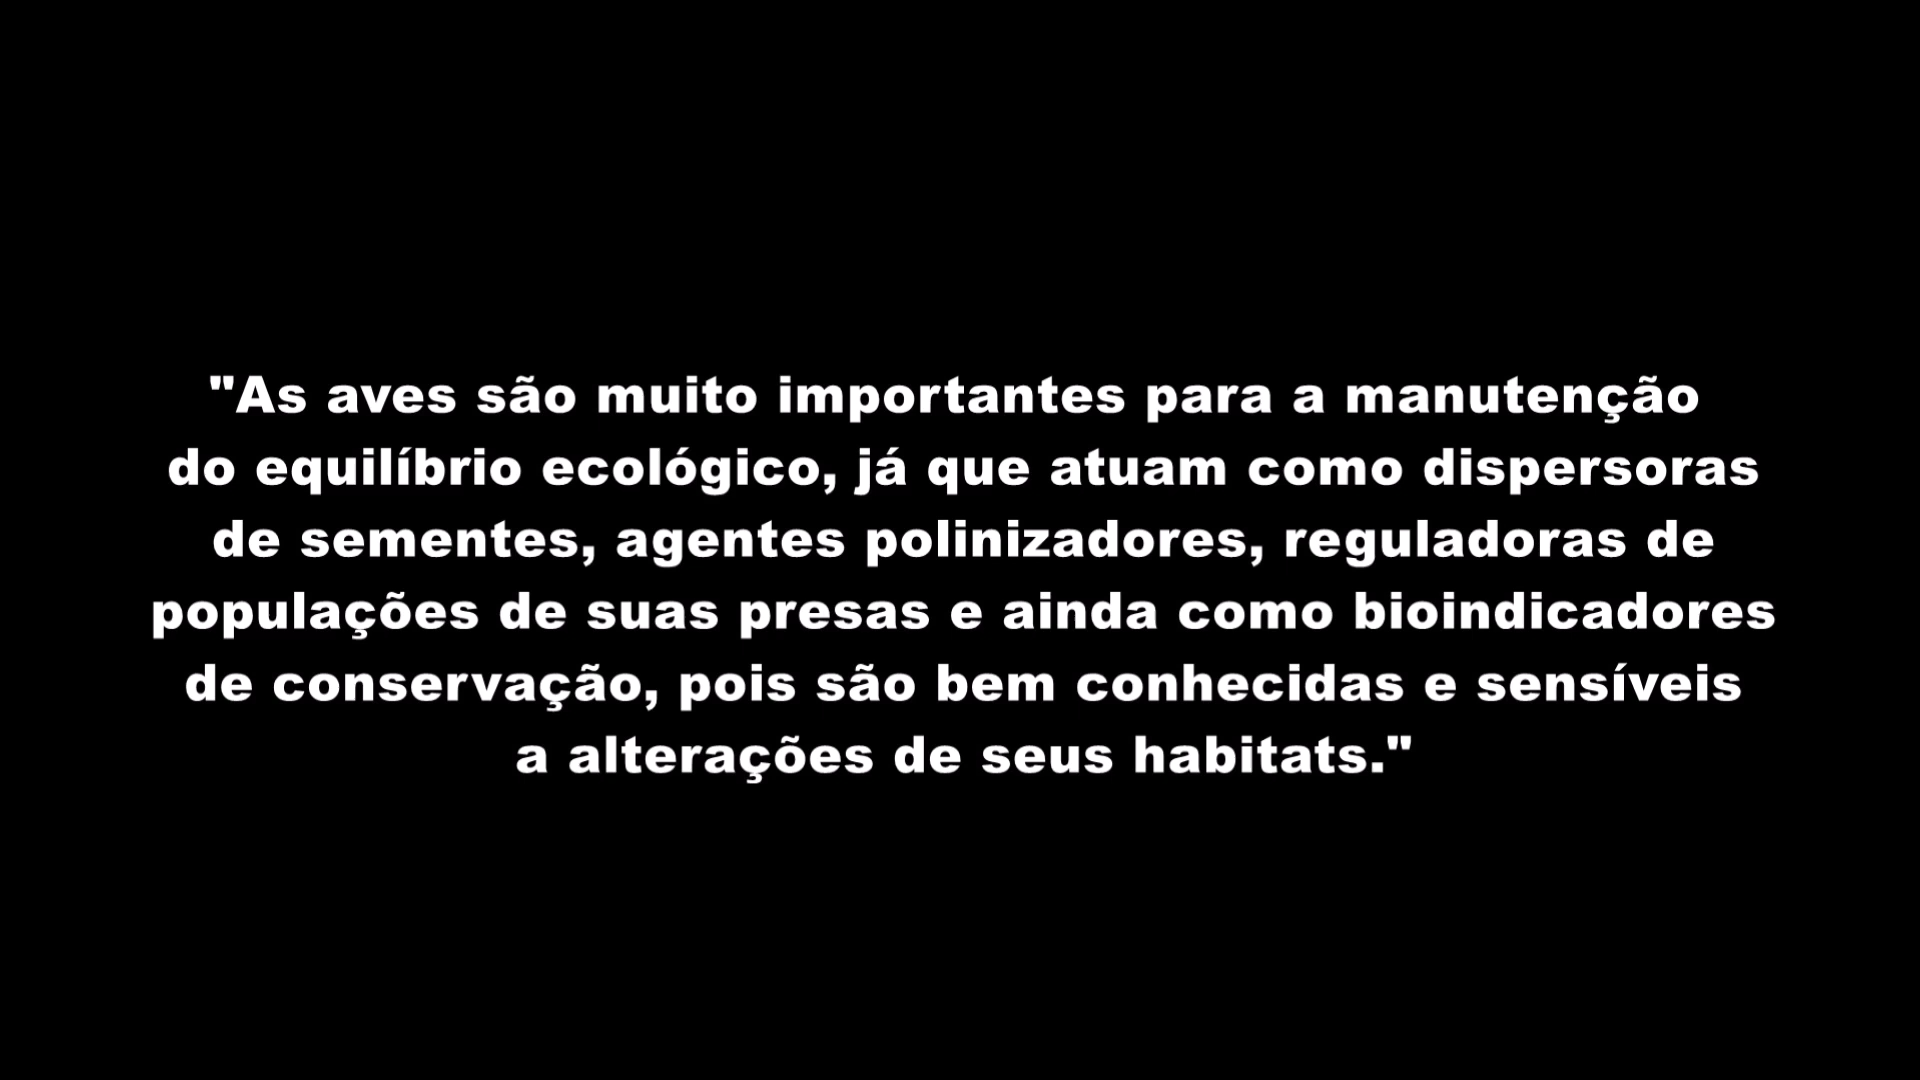 "As aves são muito importantes para a manutenção
do equilíbrio ecológico, já que atuam como dispersoras
de sementes, agentes polinizadores, reguladoras de
populações de suas presas e ainda como bioindicadores
de conservação, pois são bem conhecidas e sensíveis
a alterações de seus habitats."